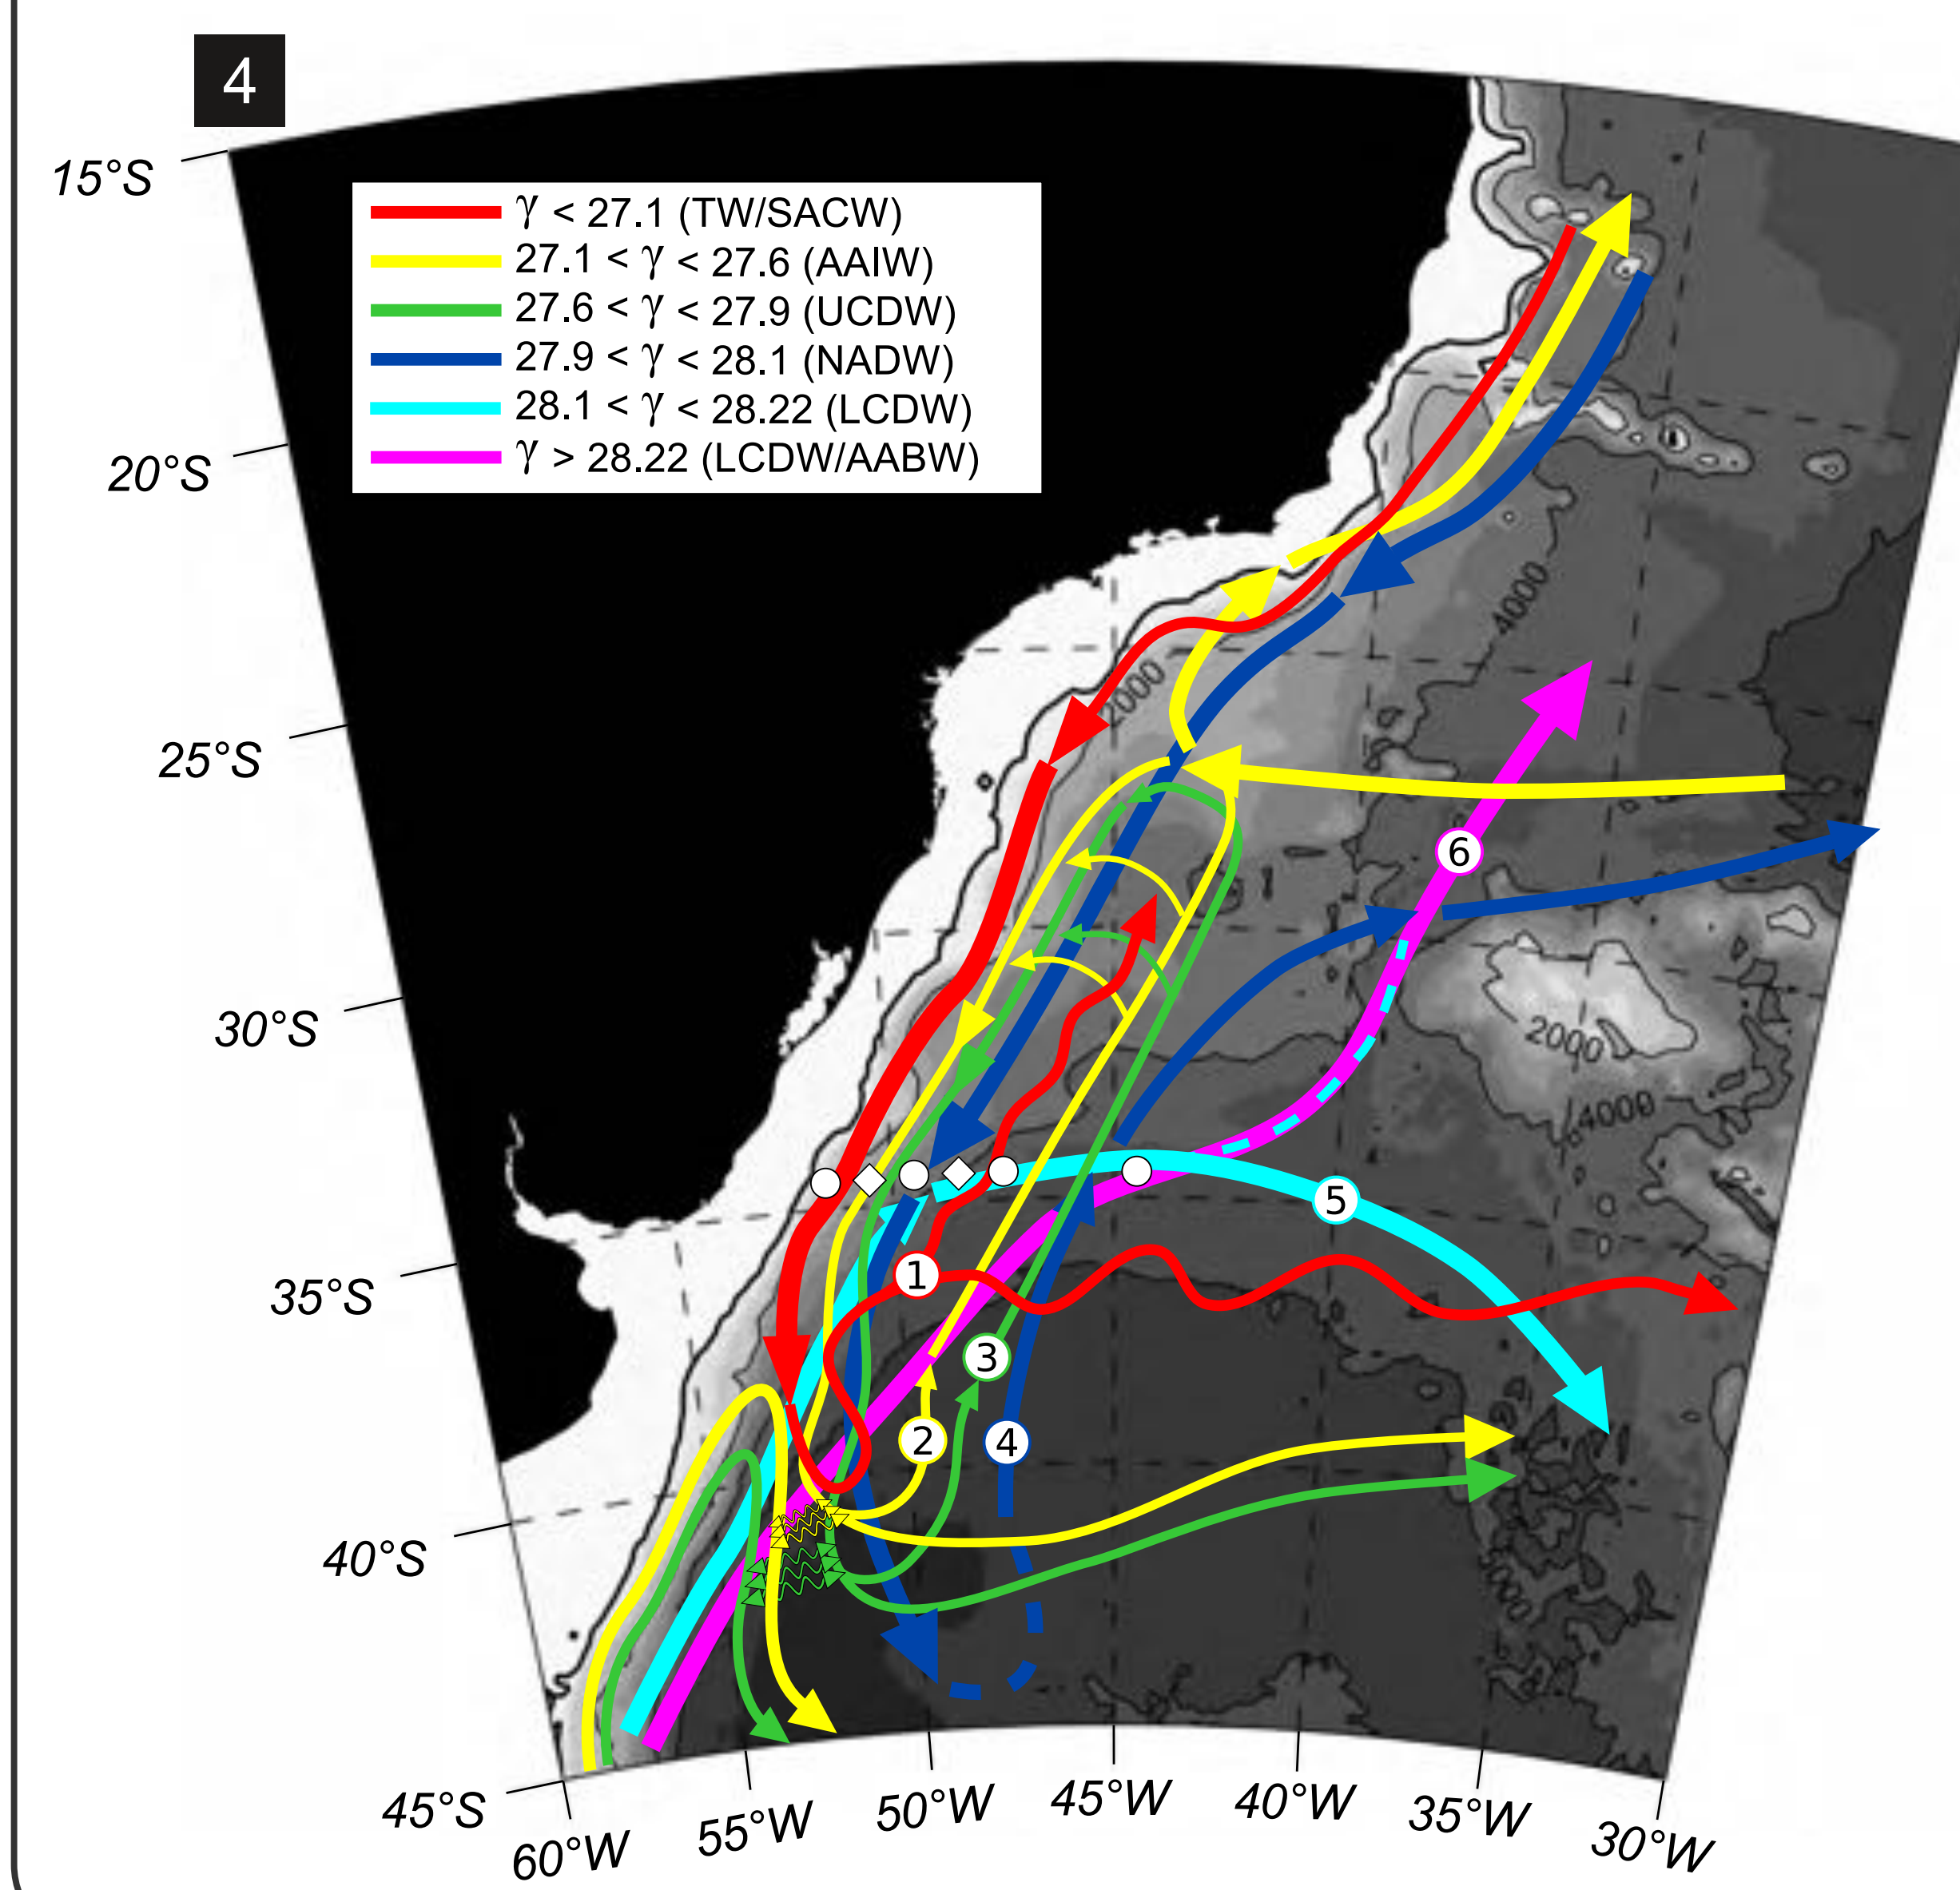 4
15°S
20°S
25°S
30°S
35°S
40°S
45°S
γ < 27.1 (TW/SACW)
27.1 < γ < 27.6 (AAIW)
27.6 < γ < 27.9 (UCDW)
27.9 < γ < 28.1 (NADW)
28.1 < γ < 28.22 (LCDW)
γ > 28.22 (LCDW/AABW)
4000
2000
6
2000
4000
5
1
3
2
4
60°W
55°W
50°W
45°W
40°W
35°W
30°W